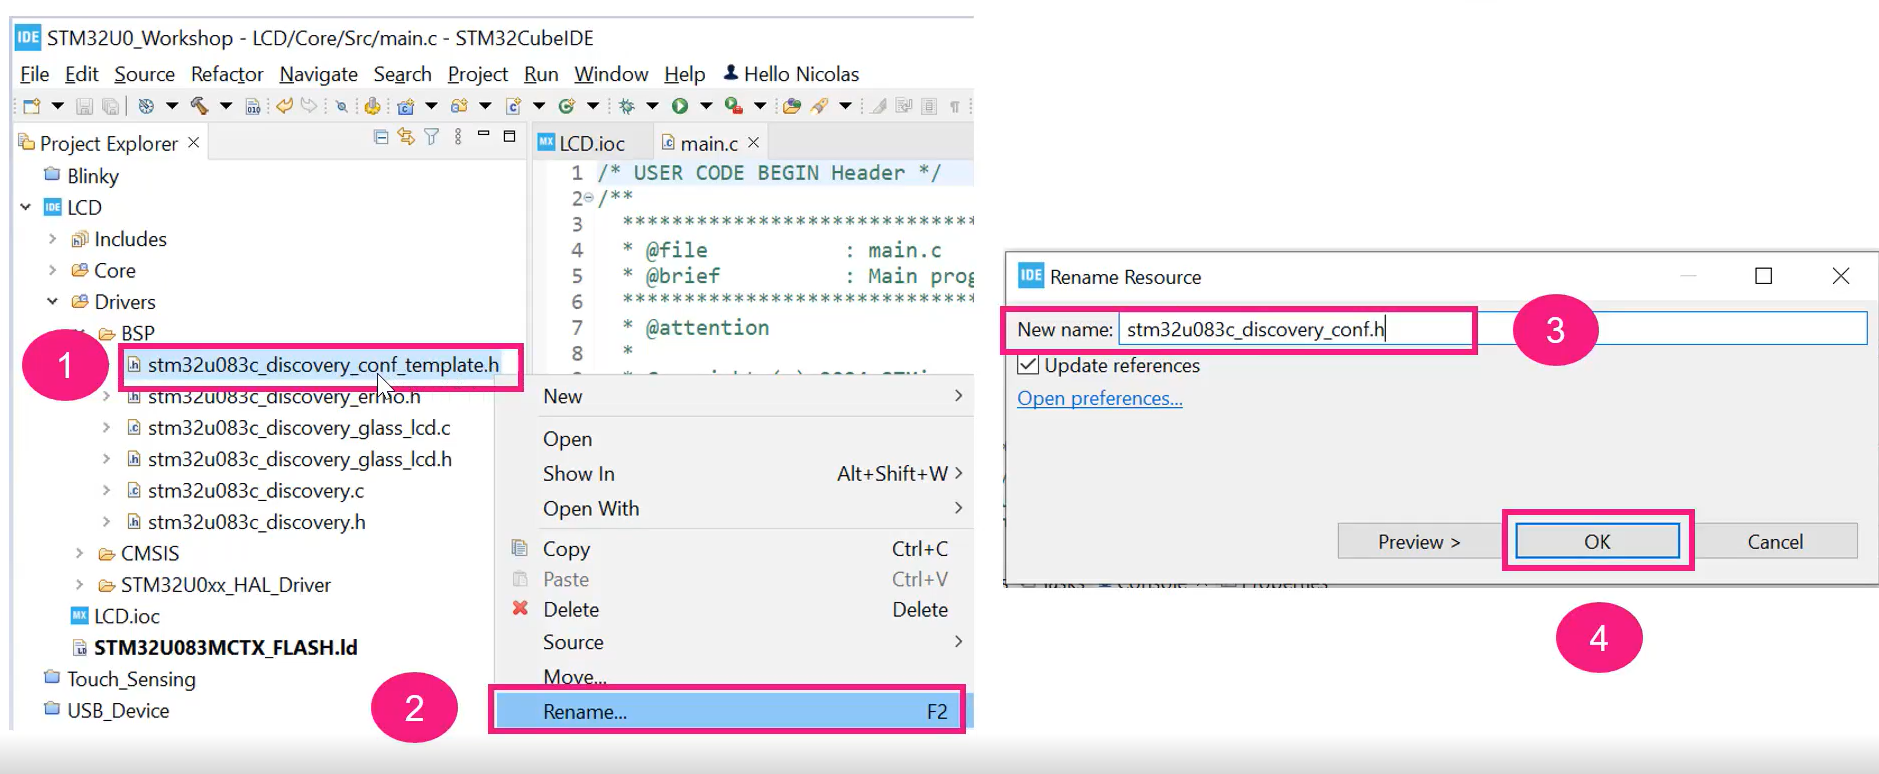 IDE STM32U0_Workshop - LCD/Core/Src/main.c - STM32CubeIDE
File Edit Source Refactor Navigate Search Project Run Window Help Hello Nicolas
Project Explorer
LCD.ioc
main.c
Blinky
LCD
Includes
Core
Drivers
BSP
1
stm32u083c_discovery_conf_template.h
stm32u083c_discovery_errno.h
stm32u083c_discovery_glass_lcd.c
stm32u083c_discovery_glass_lcd.h
stm32u083c_discovery.c
stm32u083c_discovery.h
CMSIS
STM32U0xx_HAL_Driver
LCD.ioc
STM32U083MCTX_FLASH.ld
Touch_Sensing
USB_Device
1 /* USER CODE BEGIN Header */
2 /**
3 *****************************
4 * @file : main.c
5 * @brief : Main prog
6 *****************************
7 * @attention
8 *
New
Open
Show In Alt+Shift+W
Open With
Copy Ctrl+C
Paste Ctrl+V
Delete Delete
Source
Move...
2
Rename... F2
IDE Rename Resource
New name: stm32u083c_discovery_conf.h
3
Update references
Open preferences...
Preview >
OK
Cancel
Console
Properties
4